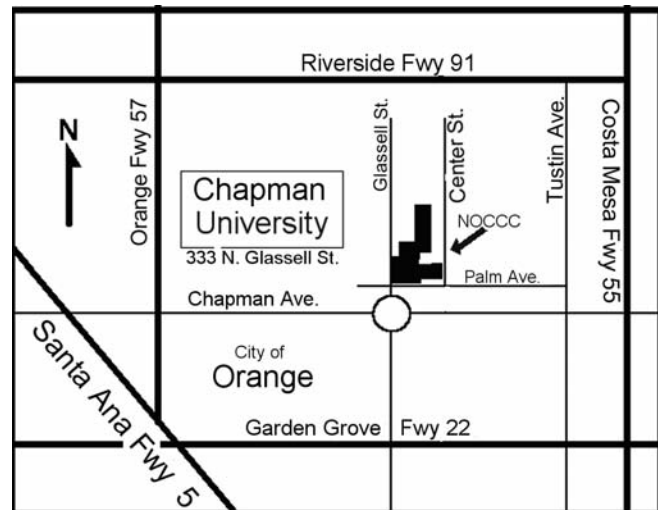 Riverside Fwy 91
Orange Fwy 57
Glassell St.
Center St.
Tustin Ave.
Costa Mesa Fwy 55
N
Chapman
University
333 N. Glassell St.
NOCCC
Palm Ave.
Chapman Ave.
City of
Orange
Santa Ana Fwy 5
Garden Grove Fwy 22